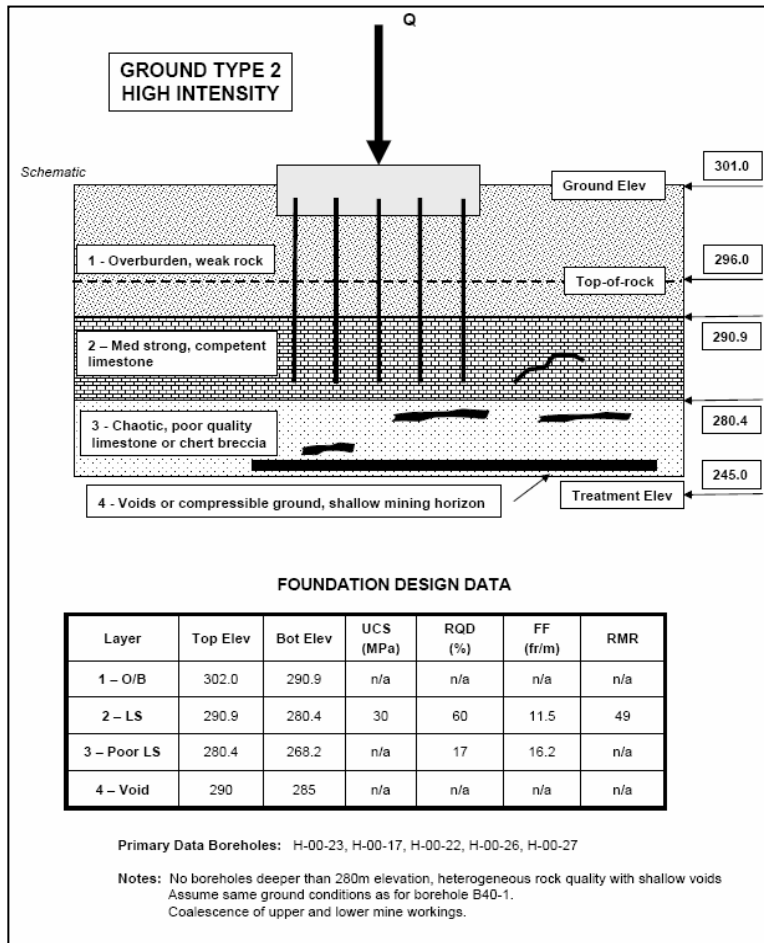 Q
GROUND TYPE 2
HIGH INTENSITY
Schematic
301.0
Ground Elev
1 - Overburden, weak rock
296.0
Top-of-rock
290.9
2 – Med strong, competent
limestone
280.4
3 - Chaotic, poor quality
limestone or chert breccia
245.0
4 - Voids or compressible ground, shallow mining horizon
Treatment Elev
FOUNDATION DESIGN DATA
Layer Top Elev Bot Elev UCS (MPa) RQD (%) FF (fr/m) RMR
1 – O/B 302.0 290.9 n/a n/a n/a n/a
2 – LS 290.9 280.4 30 60 11.5 49
3 – Poor LS 280.4 268.2 n/a 17 16.2 n/a
4 – Void 290 285 n/a n/a n/a n/a
Primary Data Boreholes: H-00-23, H-00-17, H-00-22, H-00-26, H-00-27
Notes: No boreholes deeper than 280m elevation, heterogeneous rock quality with shallow voids
Assume same ground conditions as for borehole B40-1.
Coalescence of upper and lower mine workings.